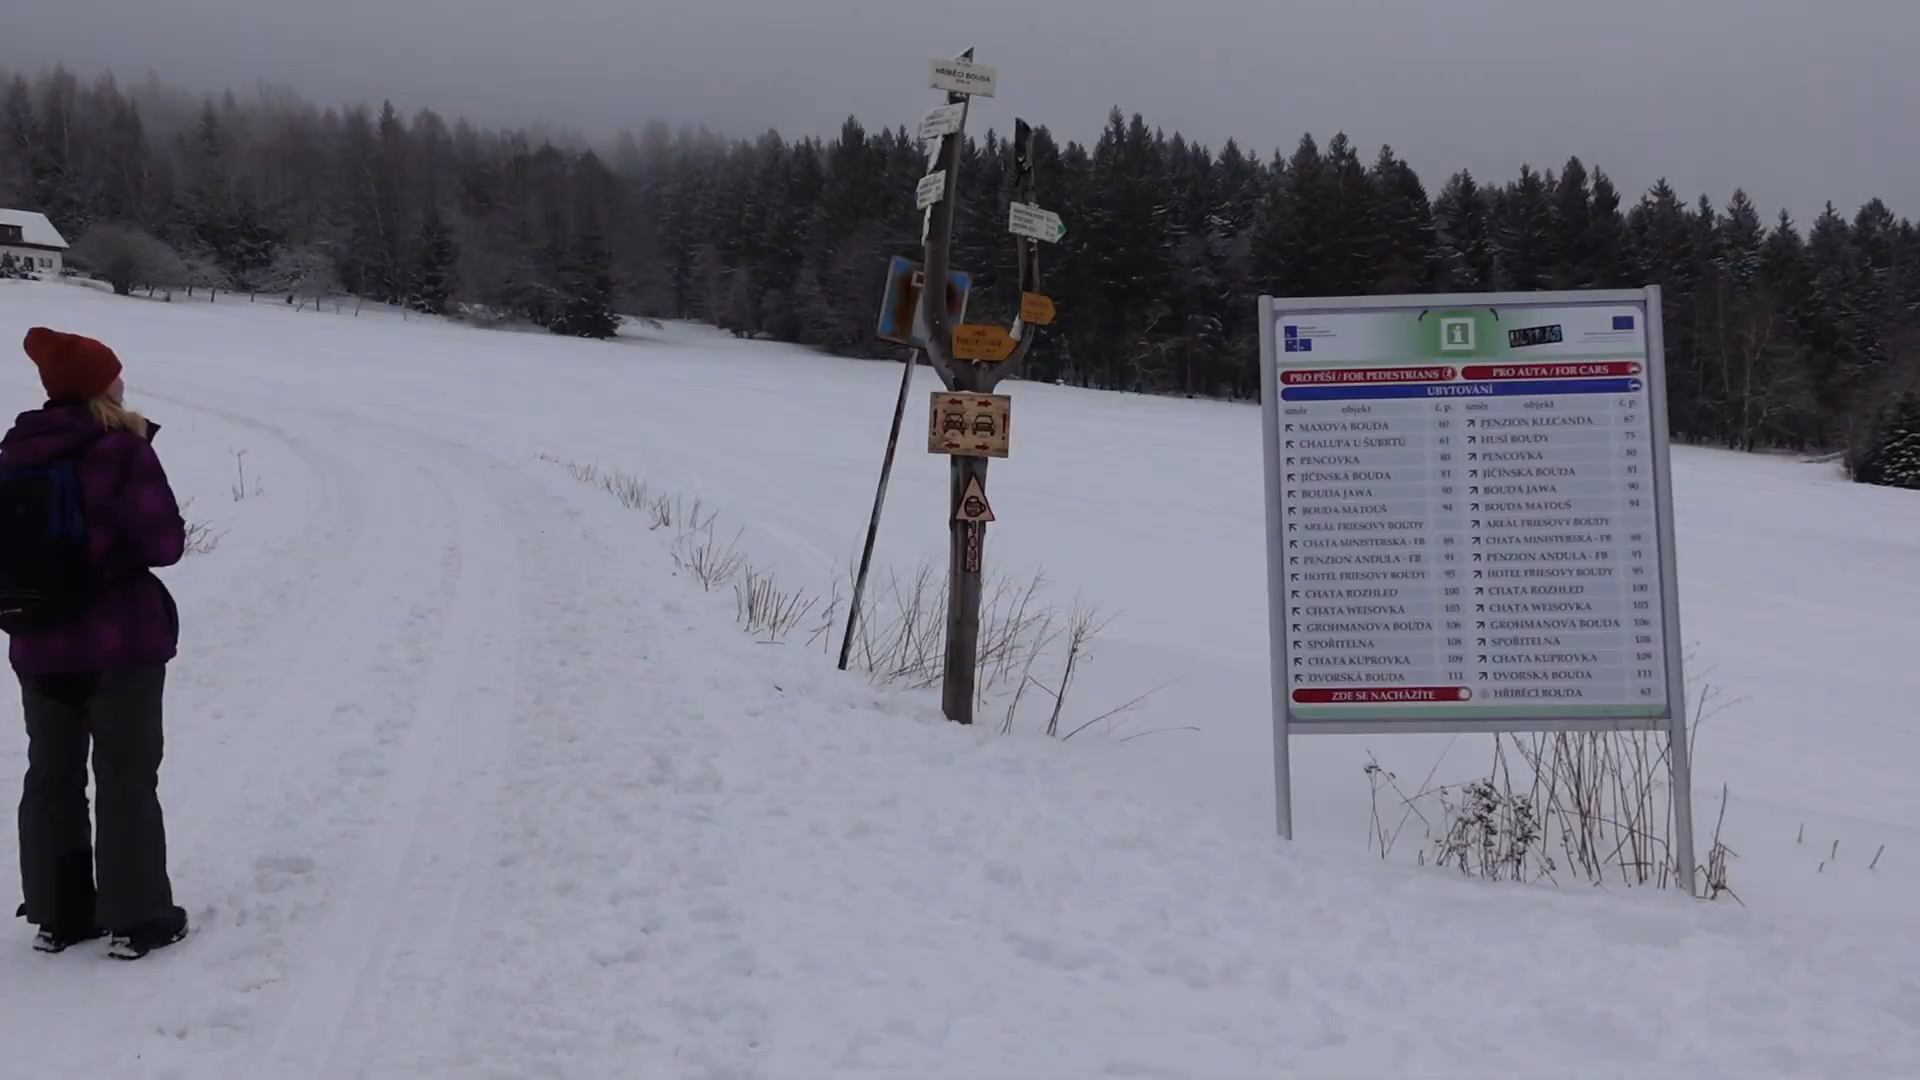 HŘÍBĚCÍ BOUDA
PRO PĚŠÍ / FOR PEDESTRIANS
PRO AUTA / FOR CARS
UBYTOVÁNÍ
směr objekt č. p. směr objekt č. p.
MAXOVA BOUDA 60 PENZION KLECANDA 67
CHALUPA U ŠUBRTŮ 61 HUSÍ BOUDY 75
PENCOVKA 80 PENCOVKA 80
JIČÍNSKÁ BOUDA 81 JIČÍNSKÁ BOUDA 81
BOUDA JAWA 90 BOUDA JAWA 90
BOUDA MATOUŠ 94 BOUDA MATOUŠ 94
AREÁL FRIESOVY BOUDY AREÁL FRIESOVY BOUDY
CHATA MINISTERSKÁ - FB 89 CHATA MINISTERSKÁ - FB 89
PENZION ANDULA - FB 91 PENZION ANDULA - FB 91
HOTEL FRIESOVY BOUDY 95 HOTEL FRIESOVY BOUDY 95
CHATA ROZHLED 100 CHATA ROZHLED 100
CHATA WEISOVKA 103 CHATA WEISOVKA 103
GROHMANOVA BOUDA 106 GROHMANOVA BOUDA 106
SPOŘITELNA 108 SPOŘITELNA 108
CHATA KUPROVKA 109 CHATA KUPROVKA 109
DVORSKÁ BOUDA 111 DVORSKÁ BOUDA 111
ZDE SE NACHÁZÍTE HŘÍBĚCÍ BOUDA 63